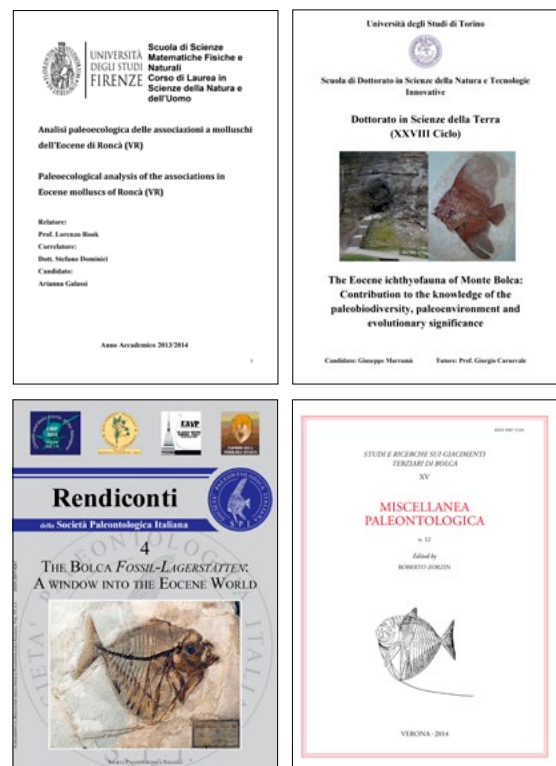 UNIVERSITÀ
DEGLI STUDI
FIRENZE
Scuola di Scienze
Matematiche Fisiche e
Naturali
Corso di Laurea in
Scienze della Natura e
dell'Uomo
Analisi paleoecologica delle associazioni a molluschi
dell'Eocene di Roncà (VR)
Paleoecological analysis of the associations in
Eocene molluscs of Roncà (VR)
Relatore:
Prof. Lorenzo Rook
Correlatore:
Dott. Stefano Dominici
Candidato:
Arianna Galassi
Anno Accademico 2013/2014
1
Università degli Studi di Torino
Scuola di Dottorato in Scienze della Natura e Tecnologie
Innovative
Dottorato in Scienze della Terra
(XXVIII Ciclo)
The Eocene ichthyofauna of Monte Bolca:
Contribution to the knowledge of the
paleobiodiversity, paleoenvironment and
evolutionary significance
Candidato: Giuseppe Marramà Tutore: Prof. Giorgio Carnevale
EAVP
Rendiconti
della Società Paleontologica Italiana
S.P.I.
4
THE BOLCA FOSSIL-LAGERSTÄTTEN:
A WINDOW INTO THE EOCENE WORLD
SOCIETÀ PALEONTOLOGICA ITALIANA
STUDI E RICERCHE SUI GIACIMENTI
TERZIARI DI BOLCA
XV
MISCELLANEA
PALEONTOLOGICA
n. 12
Edited by
ROBERTO ZORZIN
VERONA - 2014